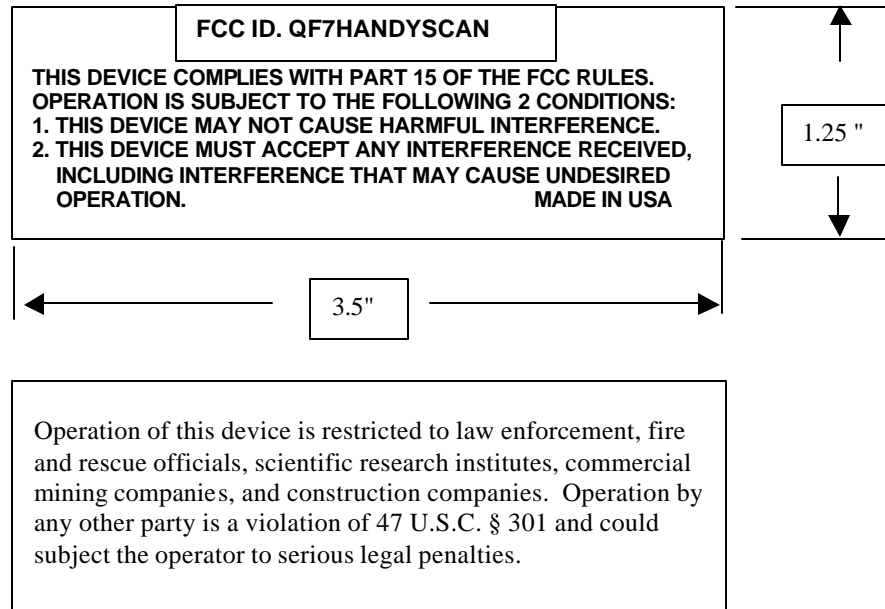 FCC ID. QF7HANDYSCAN
THIS DEVICE COMPLIES WITH PART 15 OF THE FCC RULES.
OPERATION IS SUBJECT TO THE FOLLOWING 2 CONDITIONS:
1. THIS DEVICE MAY NOT CAUSE HARMFUL INTERFERENCE.
2. THIS DEVICE MUST ACCEPT ANY INTERFERENCE RECEIVED,
INCLUDING INTERFERENCE THAT MAY CAUSE UNDESIRED
OPERATION. MADE IN USA
1.25 "
3.5"
Operation of this device is restricted to law enforcement, fire
and rescue officials, scientific research institutes, commercial
mining companies, and construction companies. Operation by
any other party is a violation of 47 U.S.C. § 301 and could
subject the operator to serious legal penalties.